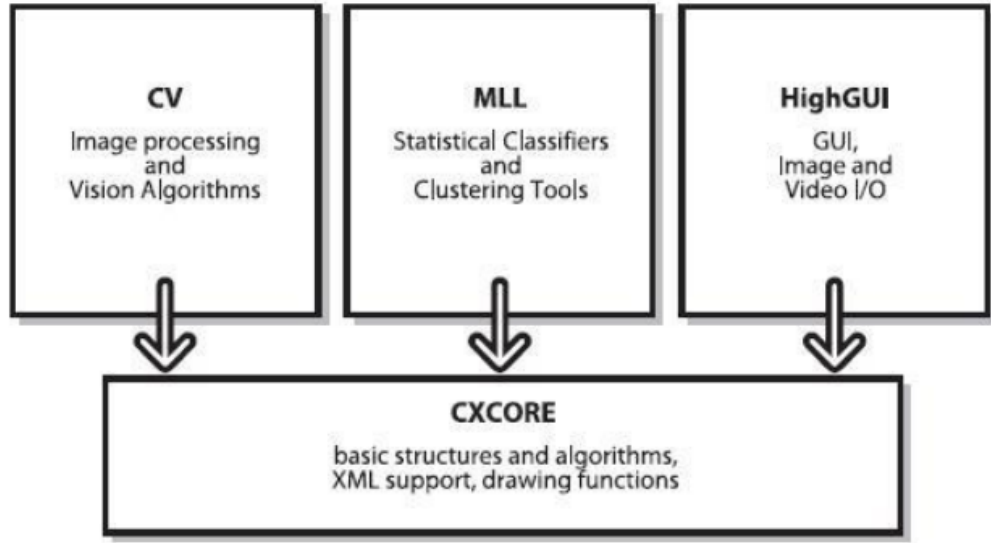 CV
Image processing
and
Vision Algorithms
MLL
Statistical Classifiers
and
Clustering Tools
HighGUI
GUI,
Image and
Video I/O
CXCORE
basic structures and algorithms,
XML support, drawing functions